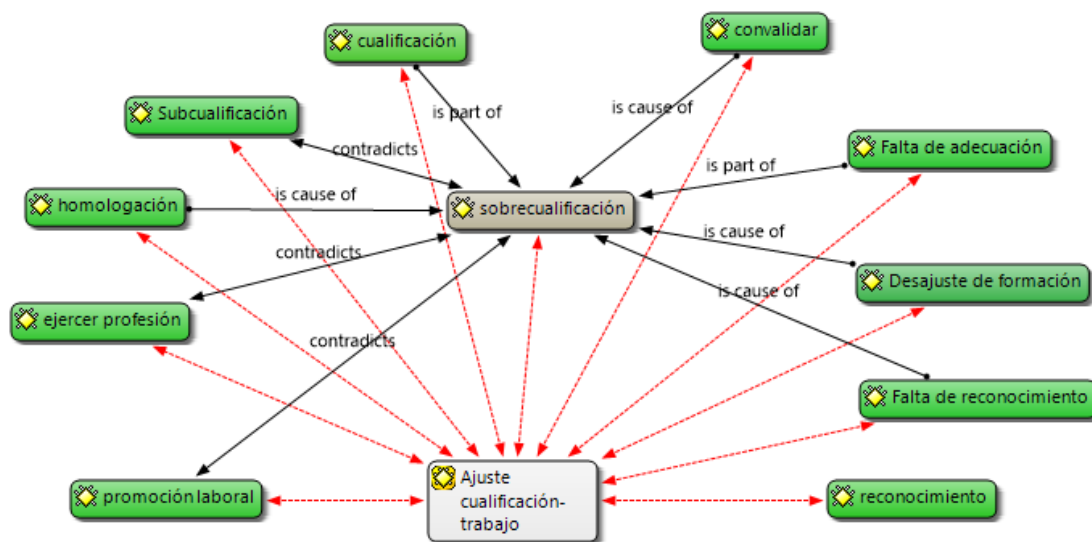 cualificación
convalidar
is part of
is cause of
Subcualificación
contradicts
Falta de adecuación
is part of
homologación
is cause of
sobrecualificación
is cause of
contradicts
Desajuste de formación
is cause of
ejercer profesión
contradicts
Falta de reconocimiento
promoción laboral
Ajuste
cualificación-
trabajo
reconocimiento